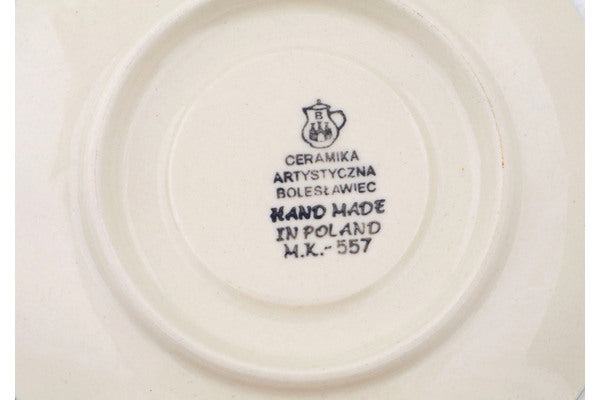 B
CERAMIKA
ARTYSTYCZNA
BOLESŁAWIEC
HAND MADE
IN POLAND
M.K.-557